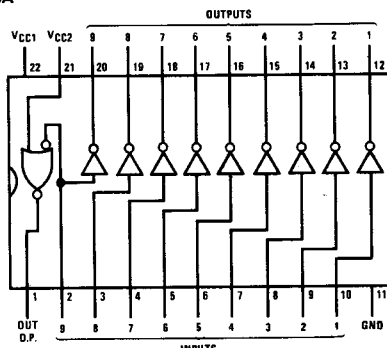 OUTPUTS
VCC1 VCC2 9 8 7 6 5 4 3 2 1
22 21 20 19 18 17 16 15 14 13 12
1 2 3 4 5 6 7 8 9 10 11
OUT D.P. 9 8 7 6 5 4 3 2 1 GND
INPUTS